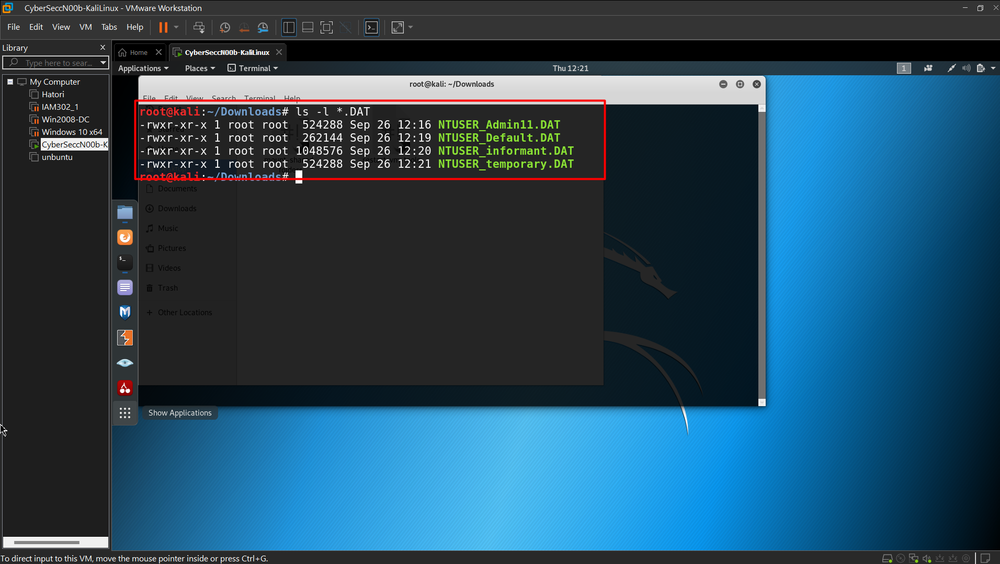 CyberSeccN00b-KaliLinux - VMware Workstation
File Edit View VM Tabs Help
Library
Type here to sear...
My Computer
Hatori
IAM302_1
Win2008-DC
Windows 10 x64
CyberSeccN00b-K
unbuntu
Home
CyberSeccN00b-KaliLinux
Applications Places Terminal Thu 12:21 1
root@kali: ~/Downloads
File Edit View Search Terminal Help
root@kali:~/Downloads# ls -l *.DAT
-rwxr-xr-x 1 root root 524288 Sep 26 12:16 NTUSER_Admin11.DAT
-rwxr-xr-x 1 root root 262144 Sep 26 12:19 NTUSER_Default.DAT
-rwxr-xr-x 1 root root 1048576 Sep 26 12:20 NTUSER_informant.DAT
-rwxr-xr-x 1 root root 524288 Sep 26 12:21 NTUSER_temporary.DAT
root@kali:~/Downloads#
Documents
Downloads
Music
Pictures
Videos
Trash
Other Locations
Show Applications
To direct input to this VM, move the mouse pointer inside or press Ctrl+G.